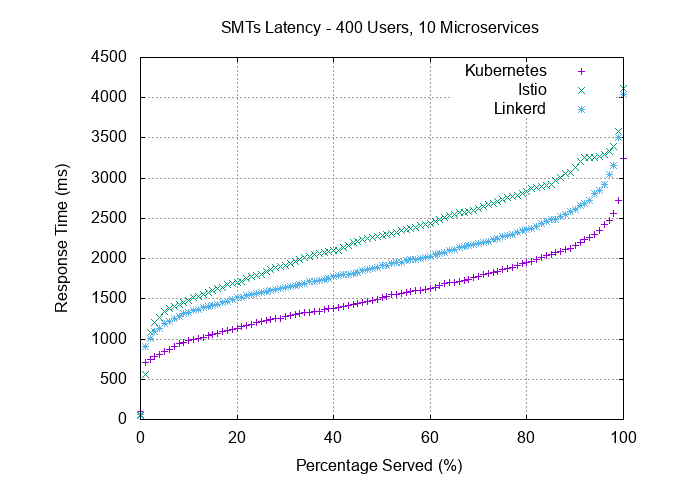 SMTs Latency - 400 Users, 10 Microservices
4500
4000
3500
3000
2500
2000
1500
1000
500
0
Response Time (ms)
Kubernetes
Istio
Linkerd
0 20 40 60 80 100
Percentage Served (%)